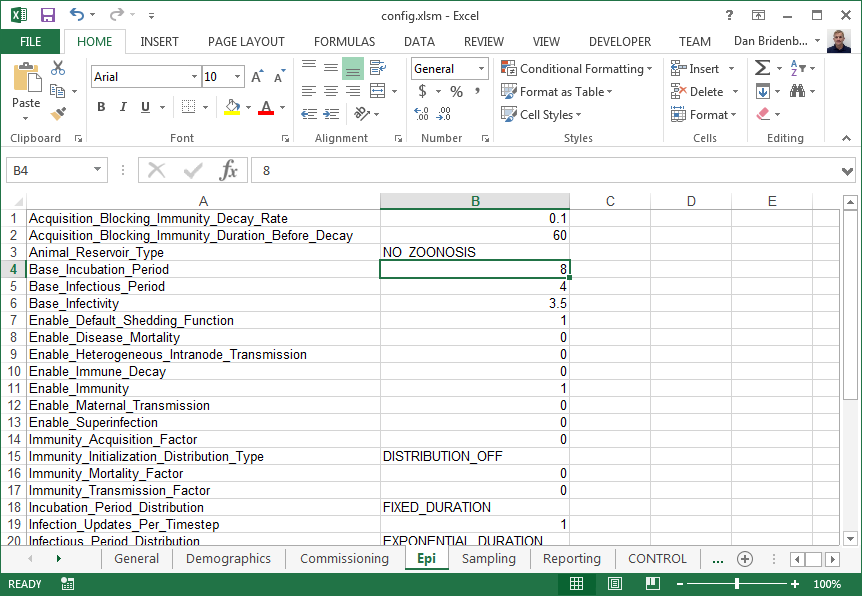 config.xlsm - Excel
FILE HOME INSERT PAGE LAYOUT FORMULAS DATA REVIEW VIEW DEVELOPER TEAM Dan Bridenb...
Paste
Arial 10
B I U A
General
$ % ,
Conditional Formatting
Format as Table
Cell Styles
Insert
Delete
Format
Clipboard Font Alignment Number Styles Cells Editing
B4 fx 8
A B C D E
1 Acquisition_Blocking_Immunity_Decay_Rate 0.1
2 Acquisition_Blocking_Immunity_Duration_Before_Decay 60
3 Animal_Reservoir_Type NO_ZOONOSIS
4 Base_Incubation_Period 8
5 Base_Infectious_Period 4
6 Base_Infectivity 3.5
7 Enable_Default_Shedding_Function 1
8 Enable_Disease_Mortality 0
9 Enable_Heterogeneous_Intranode_Transmission 0
10 Enable_Immune_Decay 0
11 Enable_Immunity 1
12 Enable_Maternal_Transmission 0
13 Enable_Superinfection 0
14 Immunity_Acquisition_Factor 0
15 Immunity_Initialization_Distribution_Type DISTRIBUTION_OFF
16 Immunity_Mortality_Factor 0
17 Immunity_Transmission_Factor 0
18 Incubation_Period_Distribution FIXED_DURATION
19 Infection_Updates_Per_Timestep 1
20 Infectious_Period_Distribution EXPONENTIAL_DURATION
General Demographics Commissioning Epi Sampling Reporting CONTROL ...
READY 100%